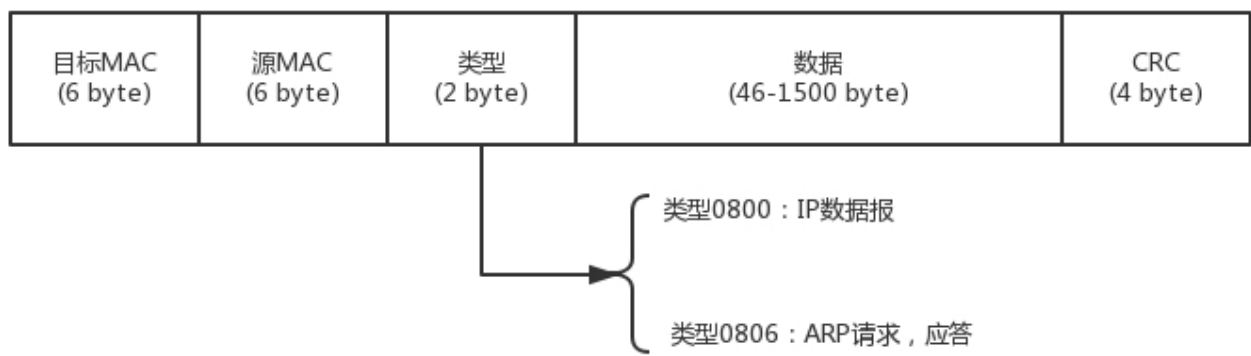 目标MAC
(6 byte)
源MAC
(6 byte)
类型
(2 byte)
数据
(46-1500 byte)
CRC
(4 byte)
类型0800：IP数据报
类型0806：ARP请求，应答